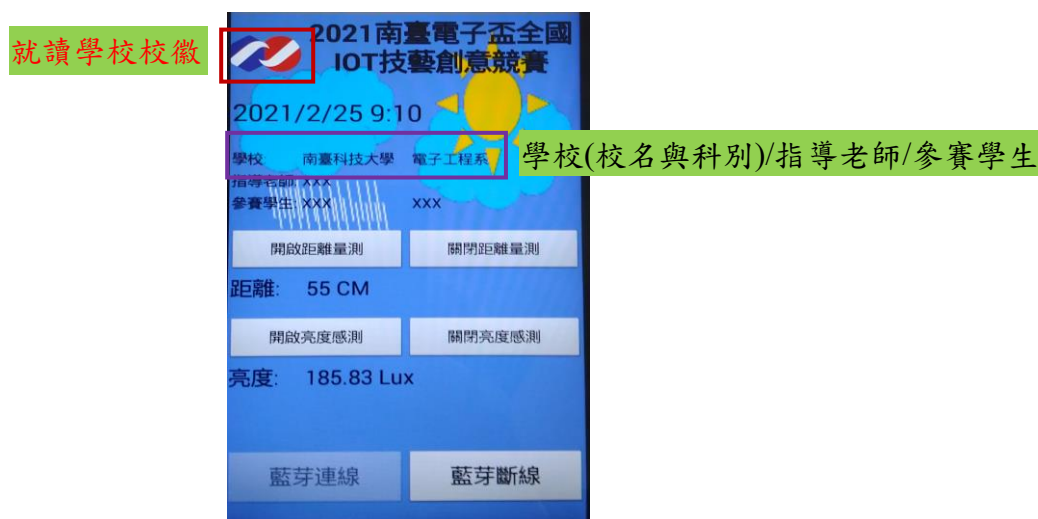 就讀學校校徽
2021南臺電子盃全國
IOT技藝創意競賽
2021/2/25 9:10
學校: 南臺科技大學 電子工程系
學校(校名與科別)/指導老師/參賽學生
指導老師: XXX
參賽學生: XXX XXX
開啟距離量測 關閉距離量測
距離: 55 CM
開啟亮度感測 關閉亮度感測
亮度: 185.83 Lux
藍芽連線 藍芽斷線